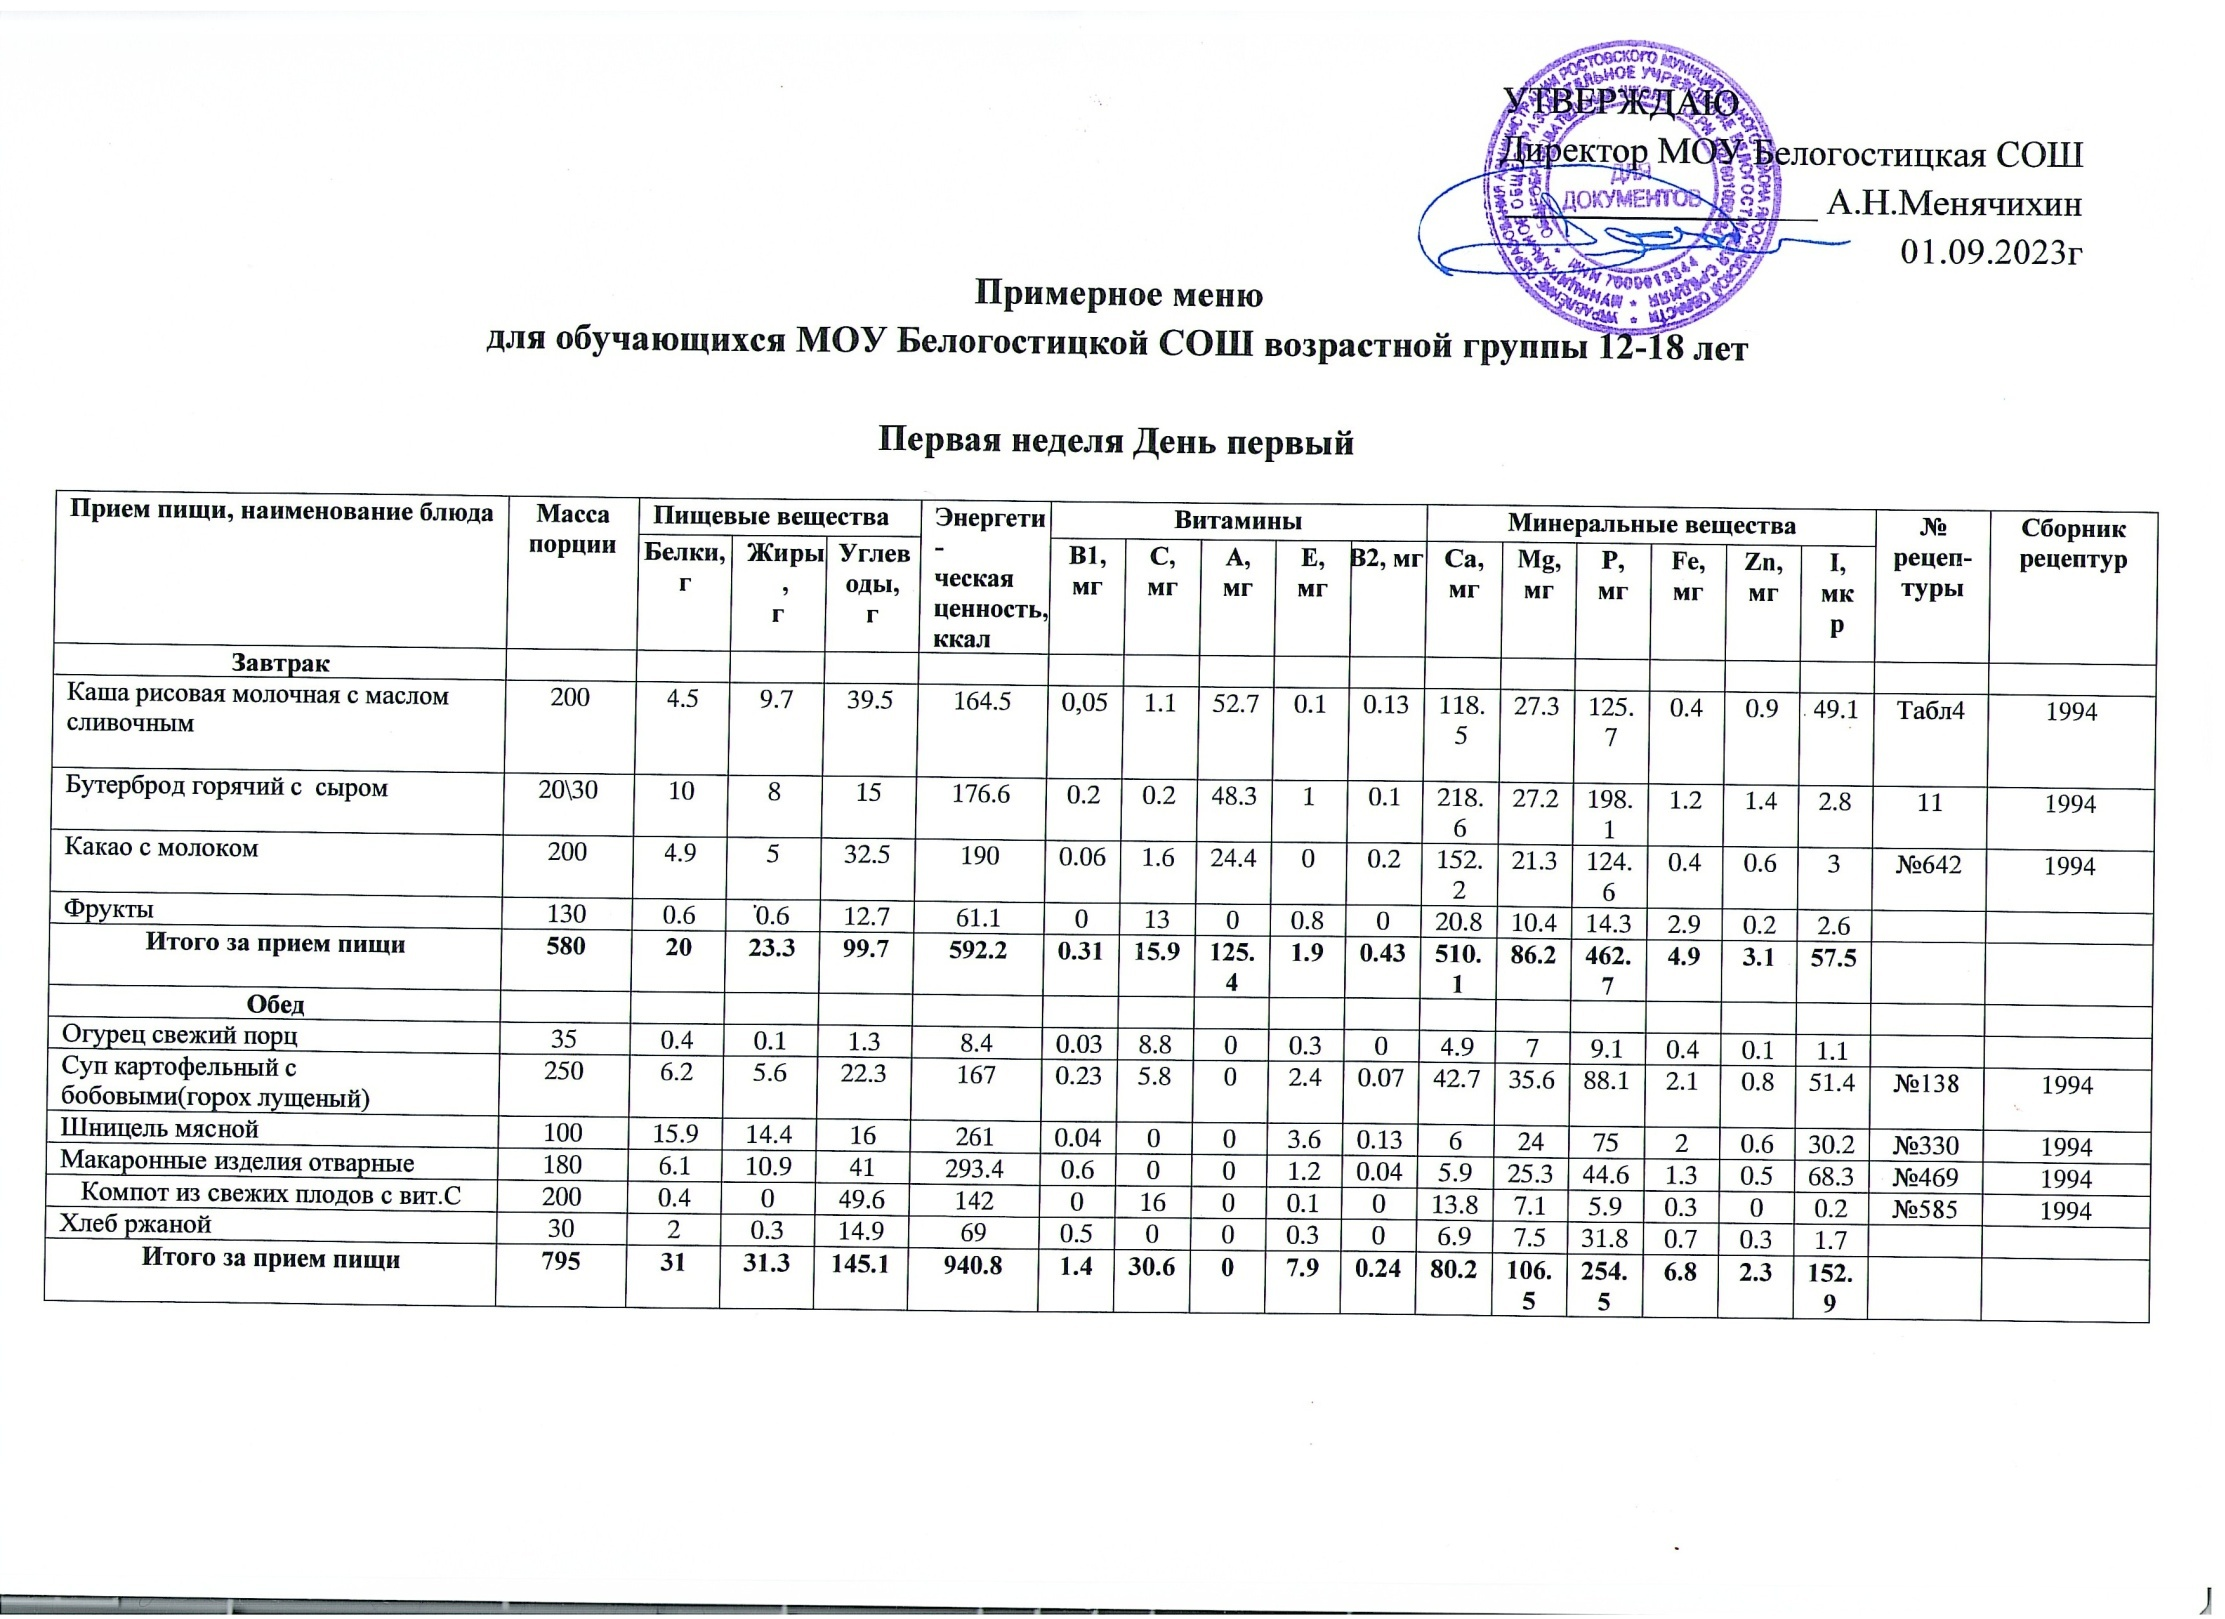 УТВЕРЖДАЮ
Директор МОУ Белогостицкая СОШ
А.Н.Менячихин
01.09.2023г
ДЛЯ
ДОКУМЕНТОВ
Примерное меню
для обучающихся МОУ Белогостицкой СОШ возрастной группы 12-18 лет
Первая неделя День первый
Прием пищи, наименование блюда Масса порции Пищевые вещества Энергети-ческая ценность, ккал Витамины Минеральные вещества № рецеп-туры Сборник рецептур
Белки, г Жиры, г Углеводы, г В1, мг С, мг А, мг Е, мг В2, мг Са, мг Mg, мг Р, мг Fe, мг Zn, мг I, мкр
Завтрак
Каша рисовая молочная с маслом сливочным 200 4.5 9.7 39.5 164.5 0,05 1.1 52.7 0.1 0.13 118.5 27.3 125.7 0.4 0.9 49.1 Табл4 1994
Бутерброд горячий с сыром 20\30 10 8 15 176.6 0.2 0.2 48.3 1 0.1 218.6 27.2 198.1 1.2 1.4 2.8 11 1994
Какао с молоком 200 4.9 5 32.5 190 0.06 1.6 24.4 0 0.2 152.2 21.3 124.6 0.4 0.6 3 №642 1994
Фрукты 130 0.6 0.6 12.7 61.1 0 13 0 0.8 0 20.8 10.4 14.3 2.9 0.2 2.6
Итого за прием пищи 580 20 23.3 99.7 592.2 0.31 15.9 125.4 1.9 0.43 510.1 86.2 462.7 4.9 3.1 57.5
Обед
Огурец свежий порц 35 0.4 0.1 1.3 8.4 0.03 8.8 0 0.3 0 4.9 7 9.1 0.4 0.1 1.1
Суп картофельный с бобовыми(горох лущеный) 250 6.2 5.6 22.3 167 0.23 5.8 0 2.4 0.07 42.7 35.6 88.1 2.1 0.8 51.4 №138 1994
Шницель мясной 100 15.9 14.4 16 261 0.04 0 0 3.6 0.13 6 24 75 2 0.6 30.2 №330 1994
Макаронные изделия отварные 180 6.1 10.9 41 293.4 0.6 0 0 1.2 0.04 5.9 25.3 44.6 1.3 0.5 68.3 №469 1994
Компот из свежих плодов с вит.С 200 0.4 0 49.6 142 0 16 0 0.1 0 13.8 7.1 5.9 0.3 0 0.2 №585 1994
Хлеб ржаной 30 2 0.3 14.9 69 0.5 0 0 0.3 0 6.9 7.5 31.8 0.7 0.3 1.7
Итого за прием пищи 795 31 31.3 145.1 940.8 1.4 30.6 0 7.9 0.24 80.2 106.5 254.5 6.8 2.3 152.9